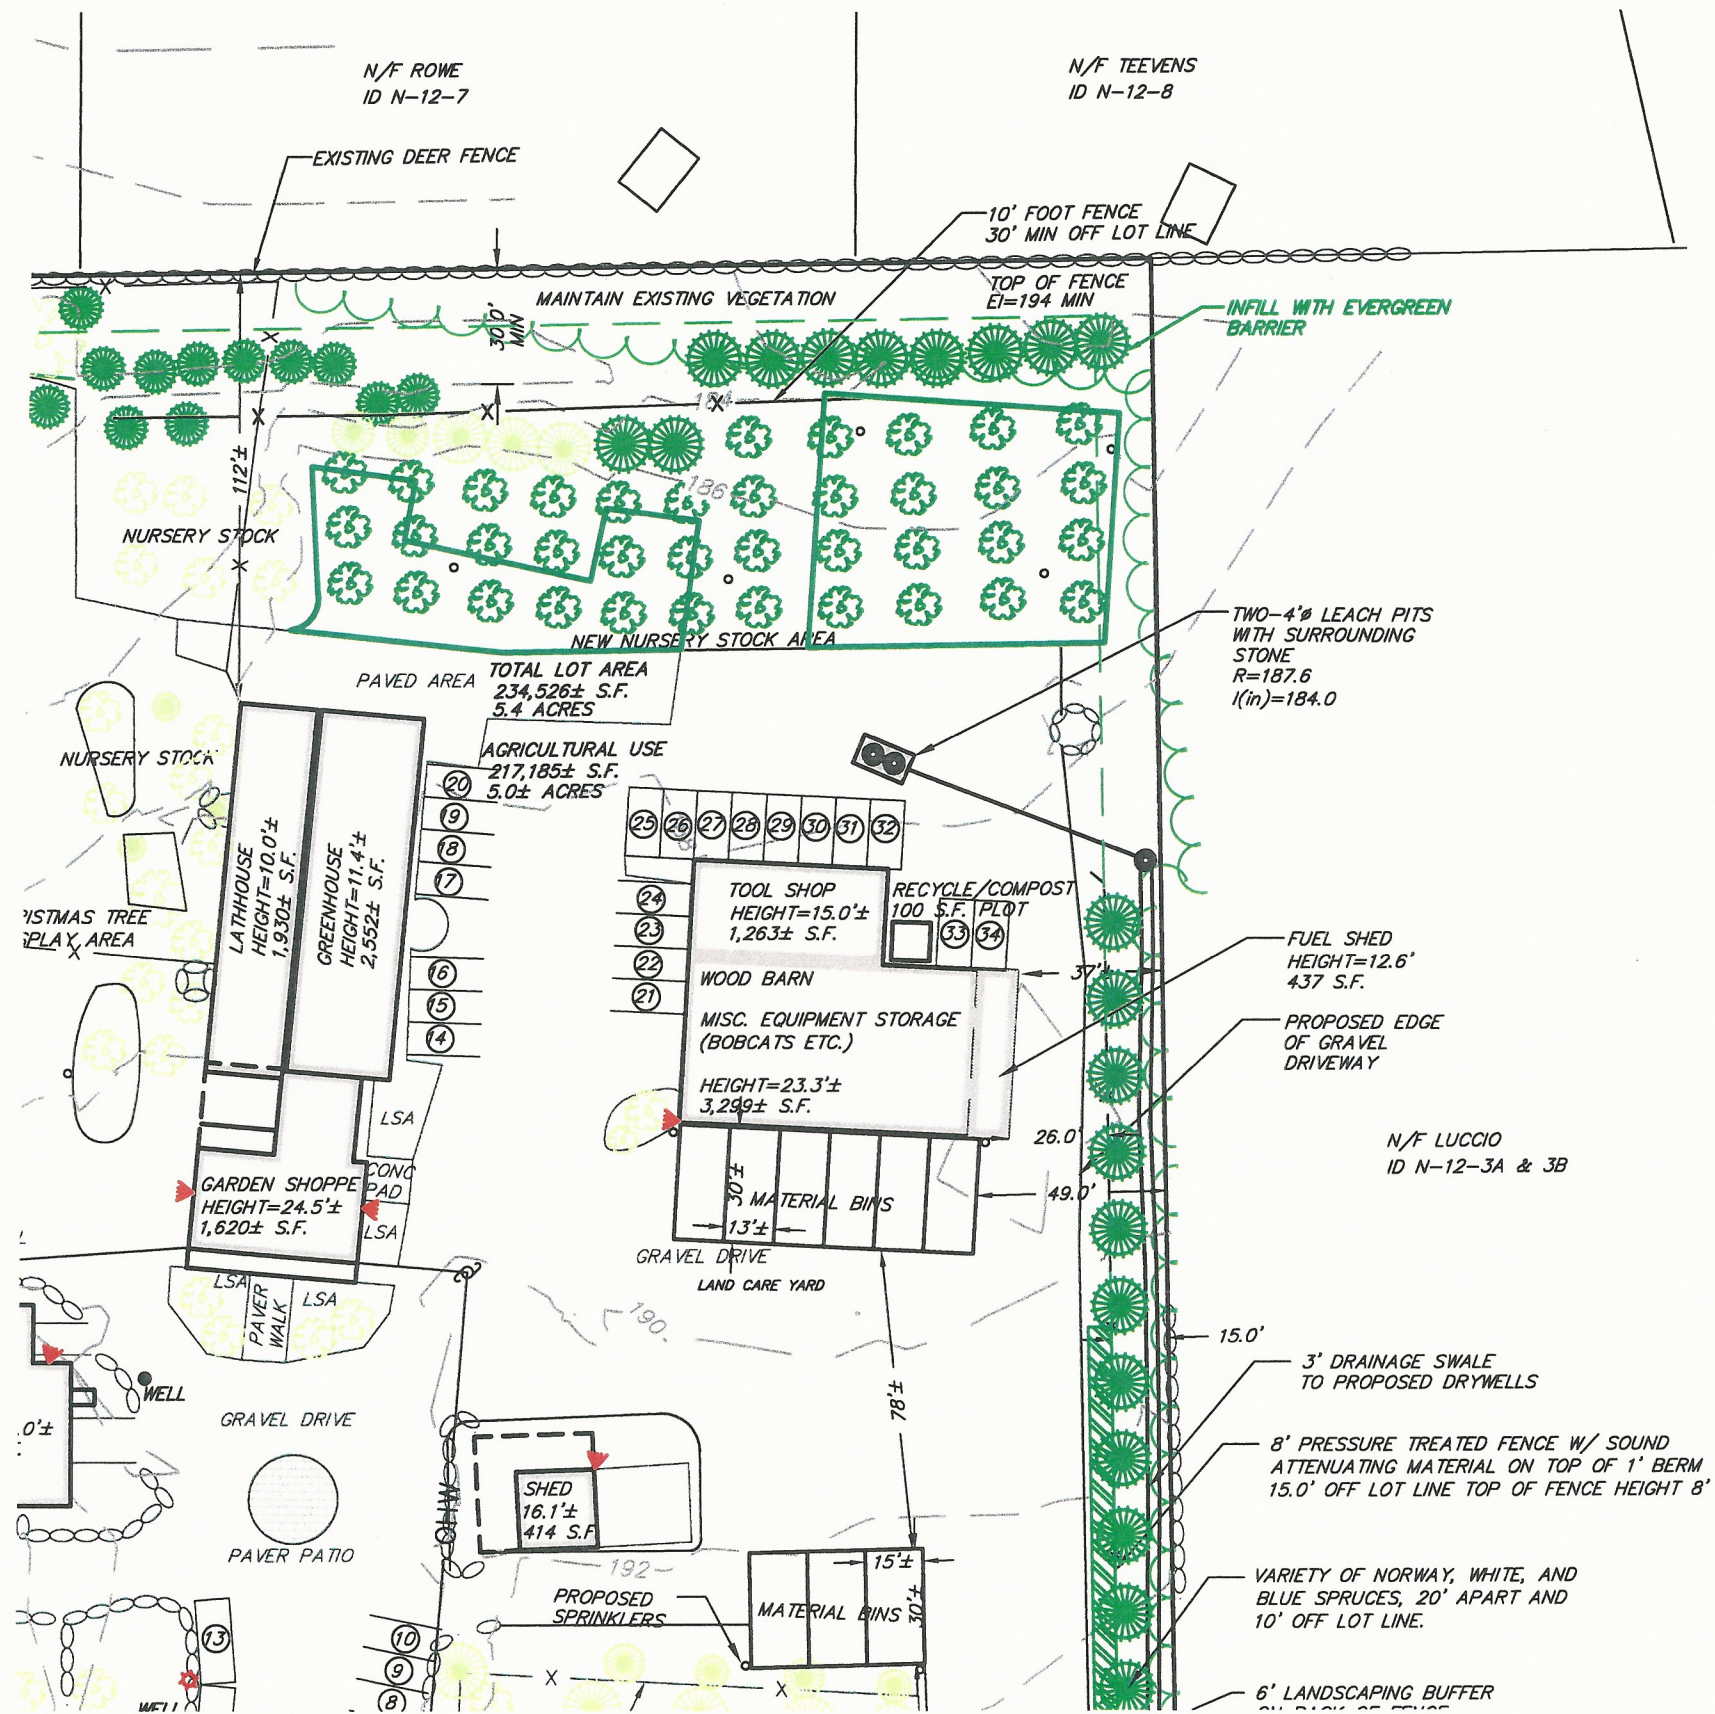 N/F ROWE
ID N-12-7
N/F TEEVENS
ID N-12-8
EXISTING DEER FENCE
10' FOOT FENCE
30' MIN OFF LOT LINE
TOP OF FENCE
El=194 MIN
MAINTAIN EXISTING VEGETATION
INFILL WITH EVERGREEN
BARRIER
30.0'
MIN
X
X
X
X
X
184
186
112'±
NURSERY STOCK
X
NEW NURSERY STOCK AREA
TWO-4'ø LEACH PITS
WITH SURROUNDING
STONE
R=187.6
I(in)=184.0
PAVED AREA
TOTAL LOT AREA
234,526± S.F.
5.4 ACRES
AGRICULTURAL USE
217,185± S.F.
5.0± ACRES
NURSERY STOCK
20
19
18
17
16
15
14
25
26
27
28
29
30
31
32
24
23
22
21
LATHHOUSE
HEIGHT=10.0'±
1,930± S.F.
GREENHOUSE
HEIGHT=11.4'±
2,552± S.F.
TOOL SHOP
HEIGHT=15.0'±
1,263± S.F.
RECYCLE/COMPOST
100 S.F. PLOT
33
34
ISTMAS TREE
SPLAY AREA
X
WOOD BARN
MISC. EQUIPMENT STORAGE
(BOBCATS ETC.)
HEIGHT=23.3'±
3,299± S.F.
37'±
FUEL SHED
HEIGHT=12.6'
437 S.F.
PROPOSED EDGE
OF GRAVEL
DRIVEWAY
LSA
CONC
PAD
LSA
26.0'
49.0'
N/F LUCCIO
ID N-12-3A & 3B
GARDEN SHOPPE
HEIGHT=24.5'±
1,620± S.F.
30'±
MATERIAL BINS
13'±
GRAVEL DRIVE
LAND CARE YARD
LSA
PAVER
WALK
LSA
190
15.0'
3' DRAINAGE SWALE
TO PROPOSED DRYWELLS
WELL
78'±
.0'±
GRAVEL DRIVE
8' PRESSURE TREATED FENCE W/ SOUND
ATTENUATING MATERIAL ON TOP OF 1' BERM
15.0' OFF LOT LINE TOP OF FENCE HEIGHT 8'
SHED
16.1'±
414 S.F.
PAVER PATIO
192
15'±
30'±
MATERIAL BINS
PROPOSED
SPRINKLERS
VARIETY OF NORWAY, WHITE, AND
BLUE SPRUCES, 20' APART AND
10' OFF LOT LINE.
13
10
9
8
X
X
WELL
6' LANDSCAPING BUFFER